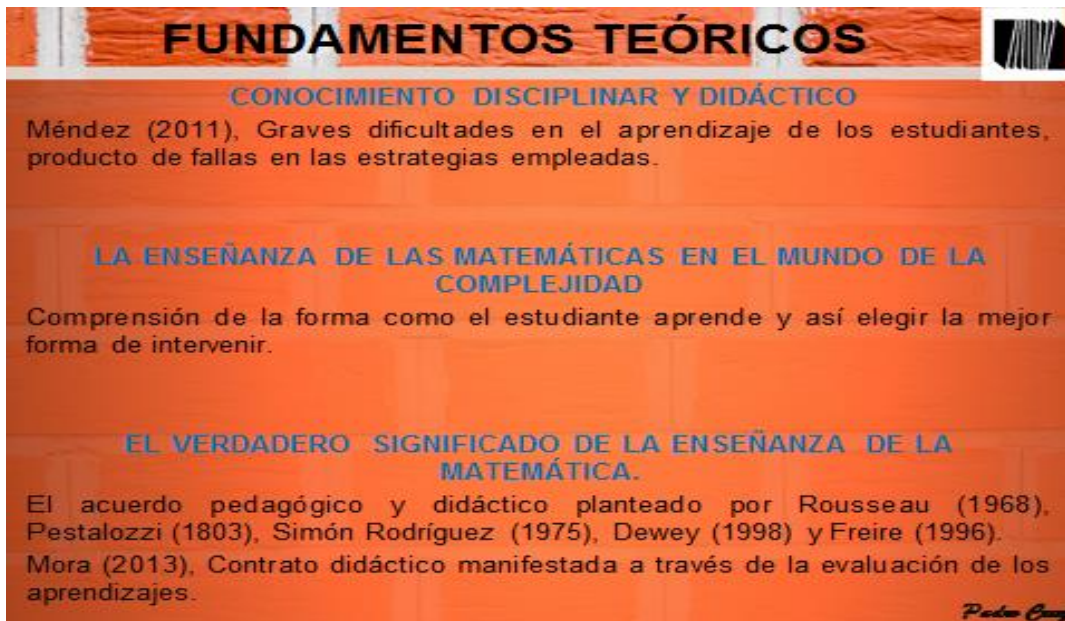 FUNDAMENTOS TEÓRICOS
CONOCIMIENTO DISCIPLINAR Y DIDÁCTICO
Méndez (2011), Graves dificultades en el aprendizaje de los estudiantes,
producto de fallas en las estrategias empleadas.
LA ENSEÑANZA DE LAS MATEMÁTICAS EN EL MUNDO DE LA
COMPLEJIDAD
Comprensión de la forma como el estudiante aprende y así elegir la mejor
forma de intervenir.
EL VERDADERO SIGNIFICADO DE LA ENSEÑANZA DE LA
MATEMÁTICA.
El acuerdo pedagógico y didáctico planteado por Rousseau (1968),
Pestalozzi (1803), Simón Rodríguez (1975), Dewey (1998) y Freire (1996).
Mora (2013), Contrato didáctico manifestada a través de la evaluación de los
aprendizajes.